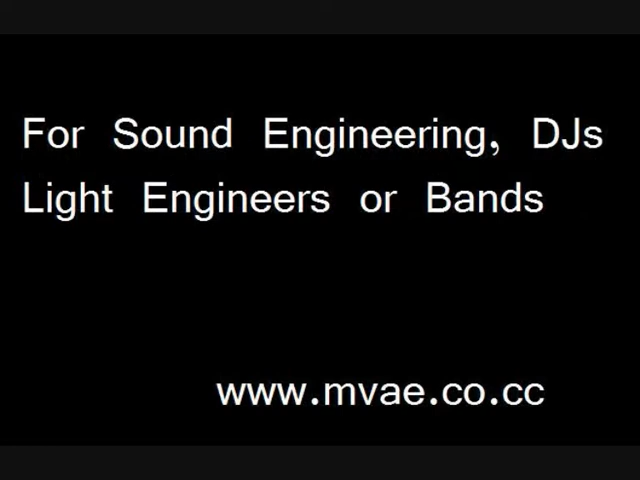 For Sound Engineering, DJs
Light Engineers or Bands
www.mvae.co.cc